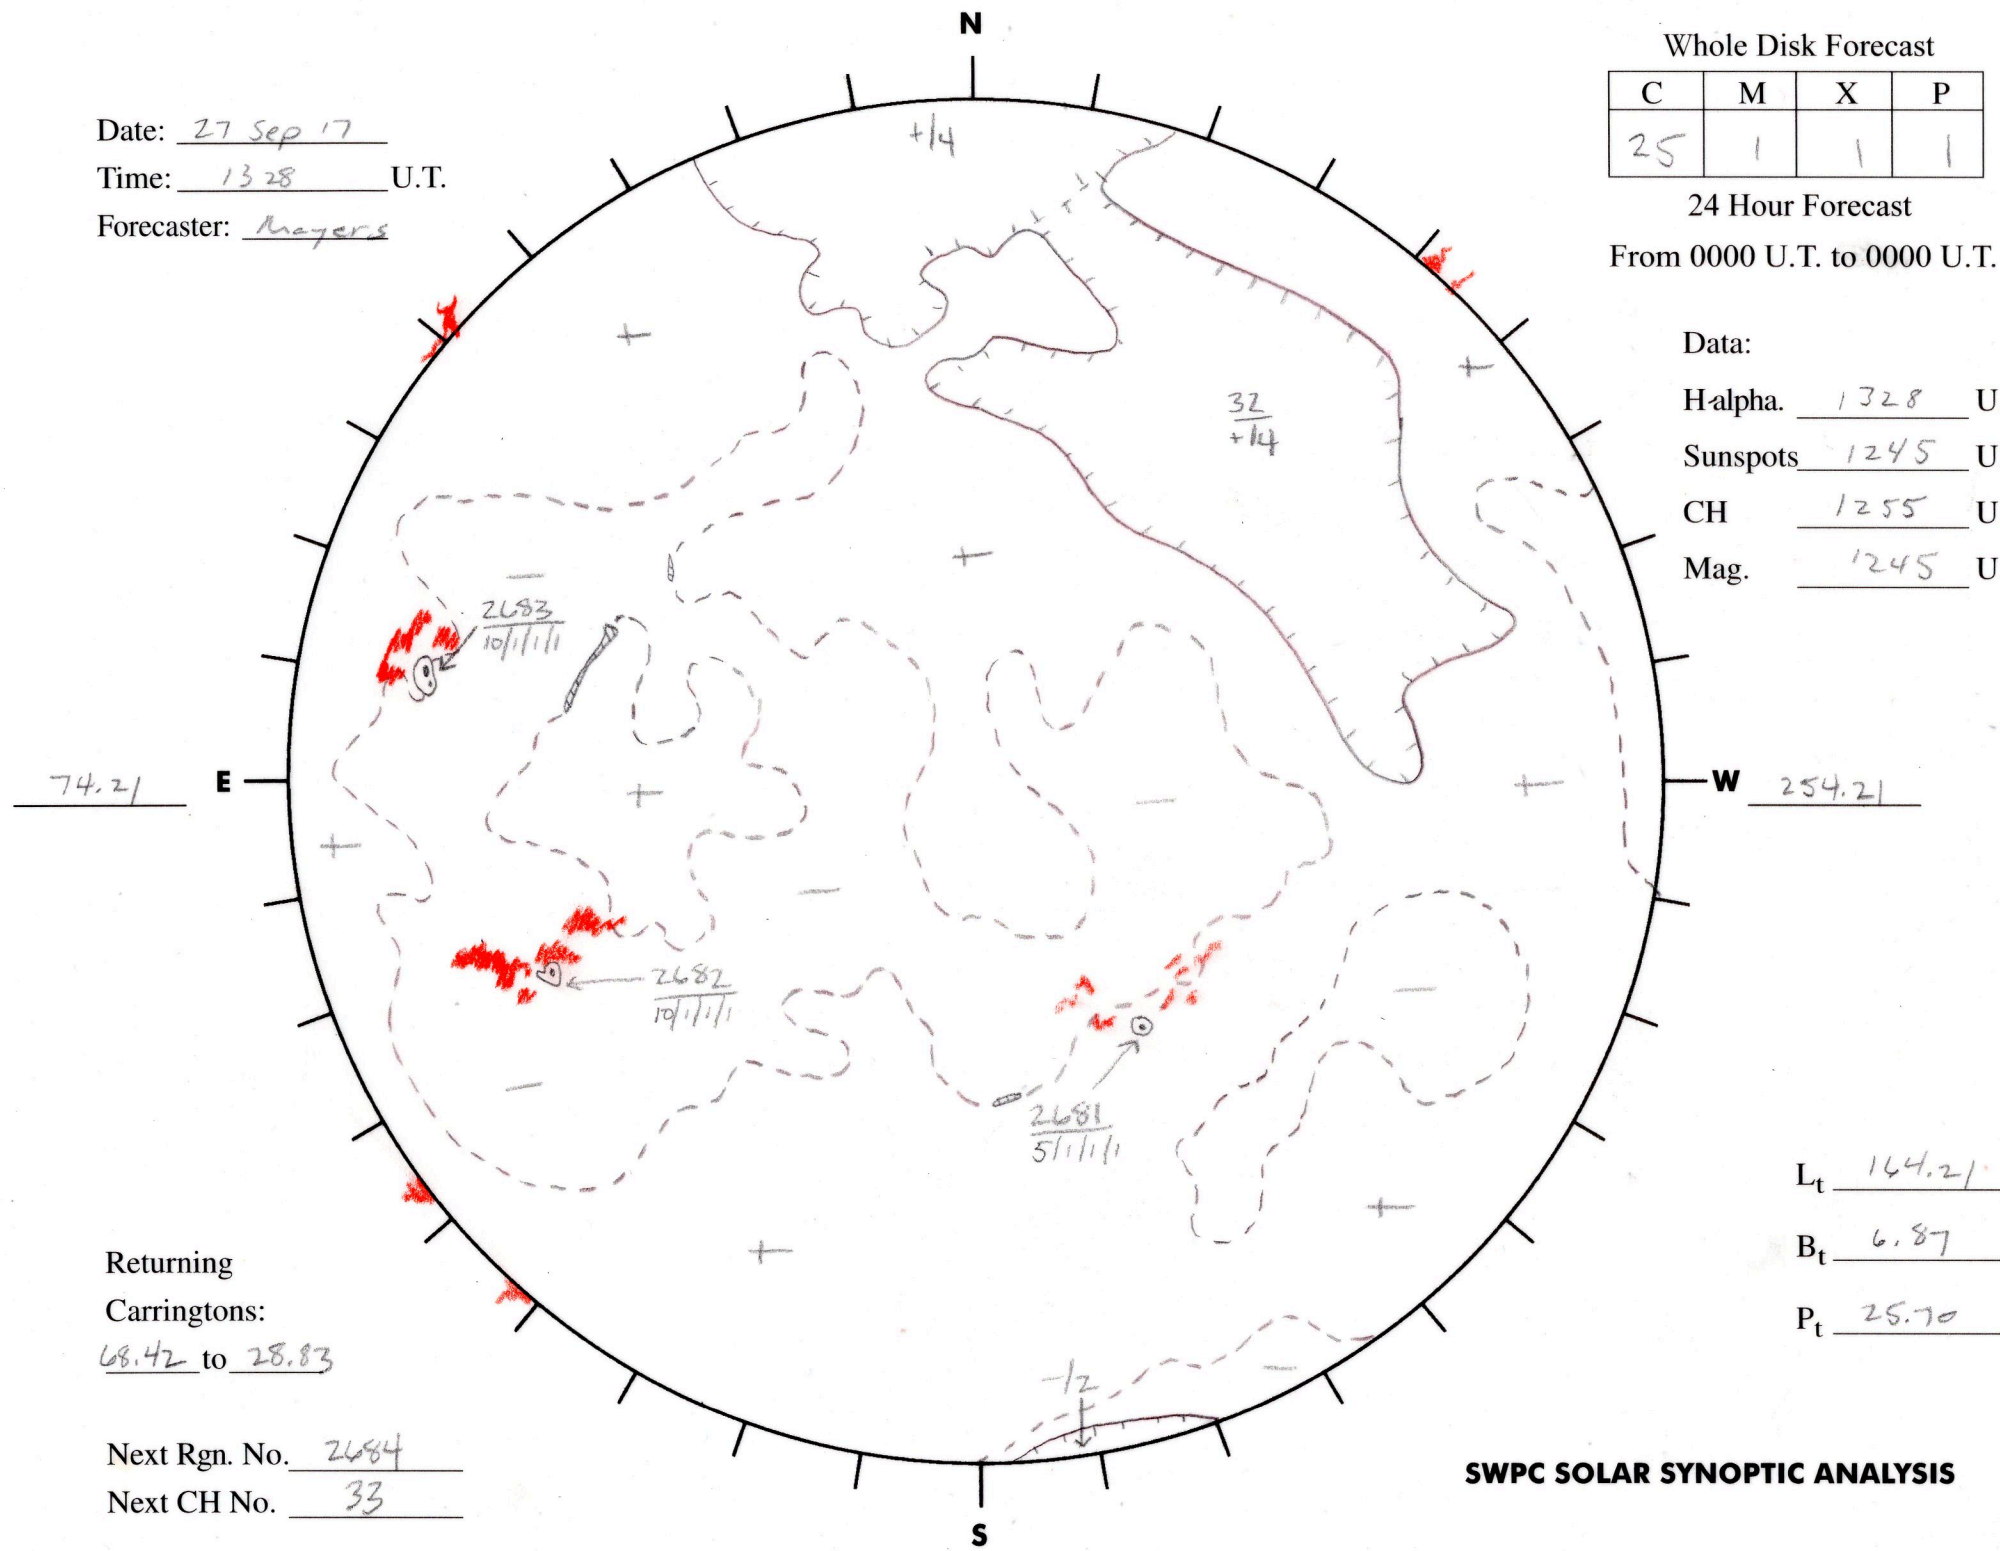 N
Whole Disk Forecast
C M X P
25 1 1 1
24 Hour Forecast
From 0000 U.T. to 0000 U.T.
Date: 27 Sep 17
Time: 1328 U.T.
Forecaster: Mayers
+/4
Data:
H-alpha. 1328 U
Sunspots 1245 U
CH 1255 U
Mag. 1245 U
+
+
32
+/4
+
−
2683
10/1/1/1
74.21 E
+
−
+
W 254.21
+
−
2682
10/1/1/1
−
−
2681
5/1/1/1
+
+
Lt 164.21
Bt 6.87
Pt 25.70
Returning
Carringtons:
68.42 to 28.83
-/2
−
Next Rgn. No. 2684
Next CH No. 33
SWPC SOLAR SYNOPTIC ANALYSIS
S